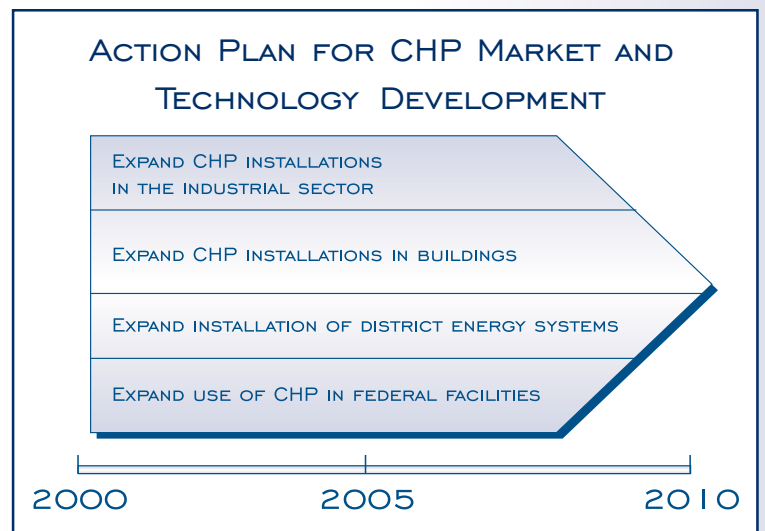 Action Plan for CHP Market and
Technology Development
Expand CHP installations
in the industrial sector
Expand CHP installations in buildings
Expand installation of district energy systems
Expand use of CHP in federal facilities
2000 2005 2010